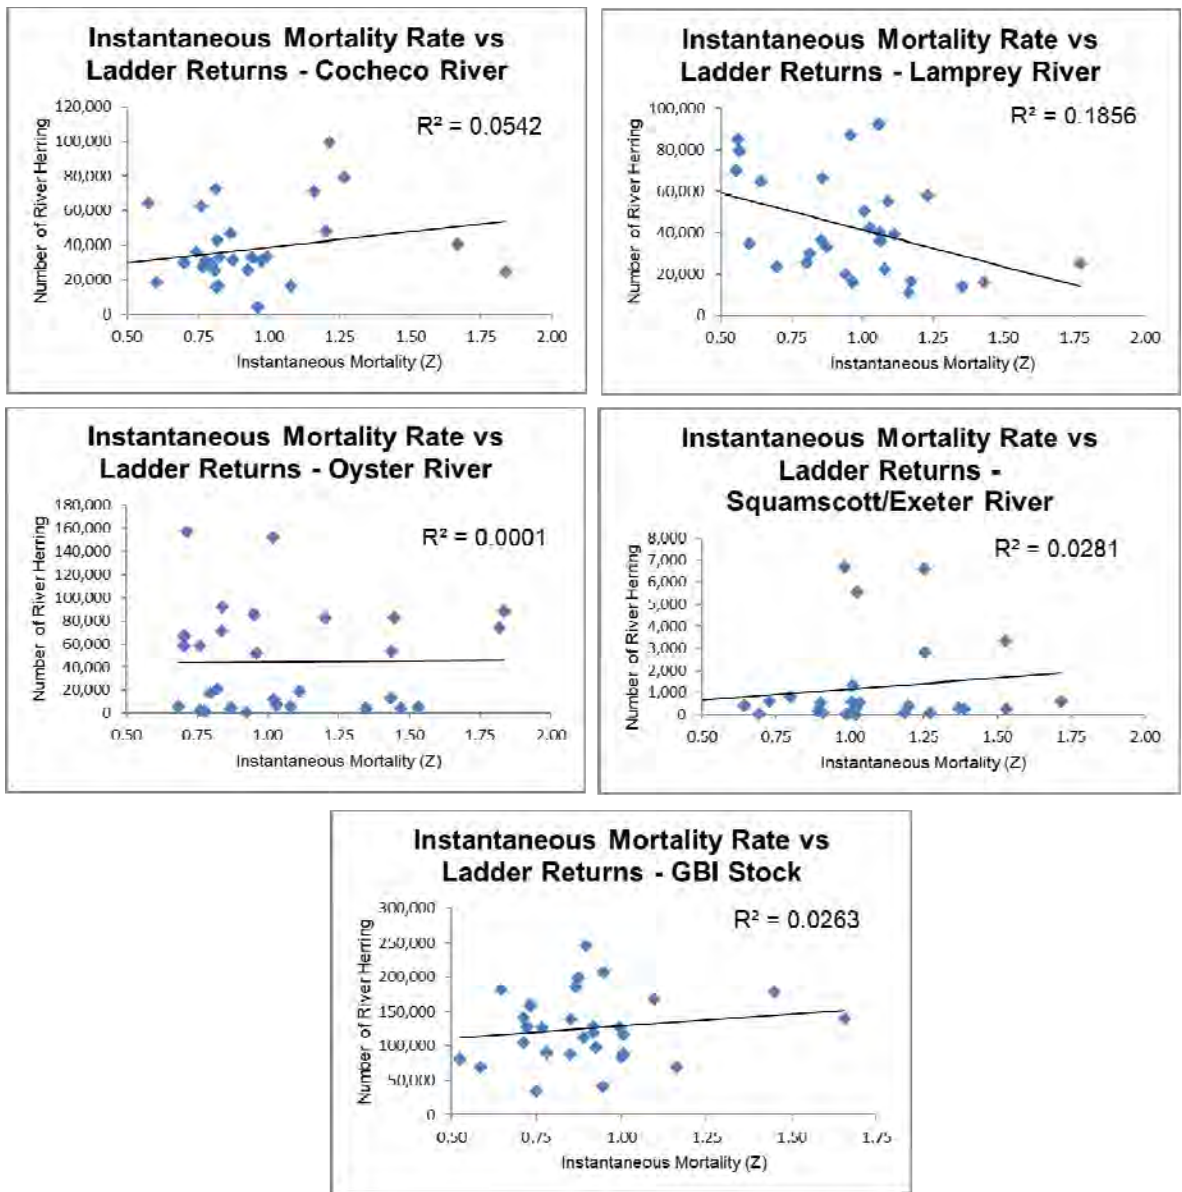 Instantaneous Mortality Rate vs
Ladder Returns - Cocheco River
R² = 0.0542
Number of River Herring
120,000
100,000
80,000
60,000
40,000
20,000
0
0.50 0.75 1.00 1.25 1.50 1.75 2.00
Instantaneous Mortality (Z)
Instantaneous Mortality Rate vs
Ladder Returns - Lamprey River
R² = 0.1856
Number of River Herring
100,000
80,000
60,000
40,000
20,000
0
0.50 0.75 1.00 1.25 1.50 1.75 2.00
Instantaneous Mortality (Z)
Instantaneous Mortality Rate vs
Ladder Returns - Oyster River
R² = 0.0001
Number of River Herring
180,000
160,000
140,000
120,000
100,000
80,000
60,000
40,000
20,000
0
0.50 0.75 1.00 1.25 1.50 1.75 2.00
Instantaneous Mortality (Z)
Instantaneous Mortality Rate vs
Ladder Returns -
Squamscott/Exeter River
R² = 0.0281
Number of River Herring
8,000
7,000
6,000
5,000
4,000
3,000
2,000
1,000
0
0.50 0.75 1.00 1.25 1.50 1.75 2.00
Instantaneous Mortality (Z)
Instantaneous Mortality Rate vs
Ladder Returns - GBI Stock
R² = 0.0263
Number of River Herring
300,000
250,000
200,000
150,000
100,000
50,000
0
0.50 0.75 1.00 1.25 1.50 1.75
Instantaneous Mortality (Z)